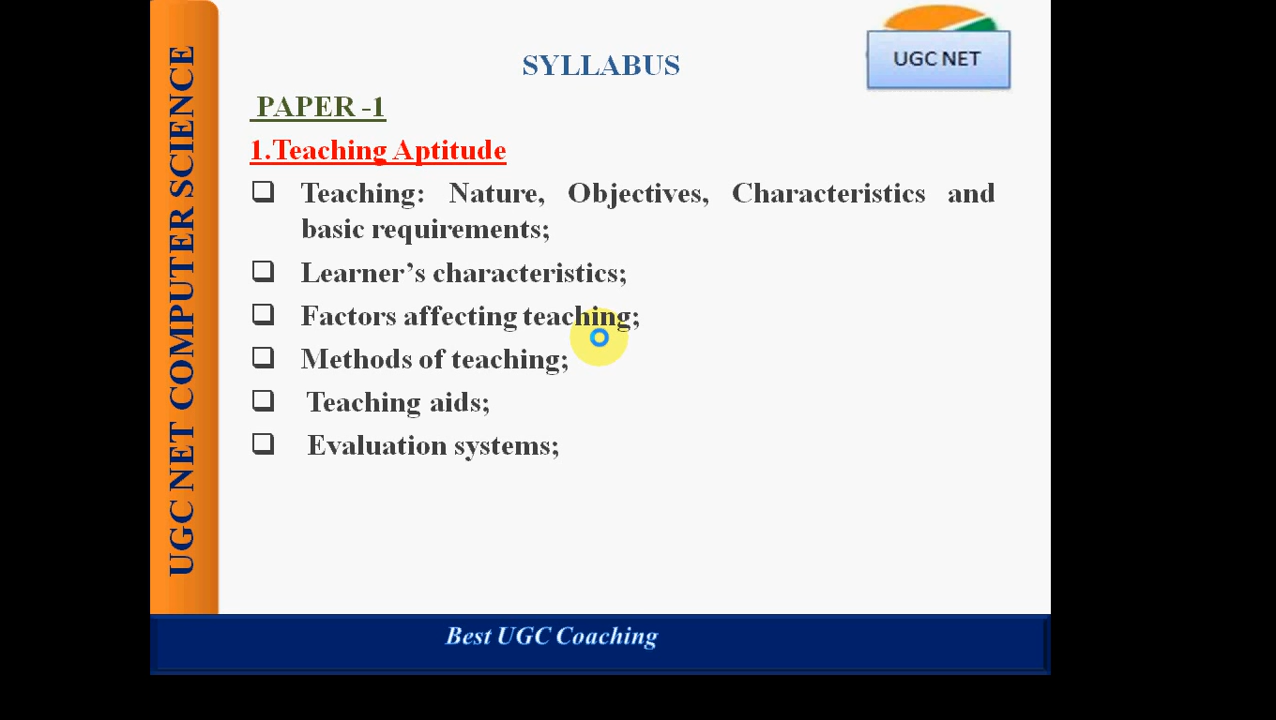 SYLLABUS
UGC NET
PAPER -1
1.Teaching Aptitude
❑ Teaching: Nature, Objectives, Characteristics and
basic requirements;
❑ Learner's characteristics;
❑ Factors affecting teaching;
❑ Methods of teaching;
❑ Teaching aids;
❑ Evaluation systems;
UGC NET COMPUTER SCIENCE
Best UGC Coaching